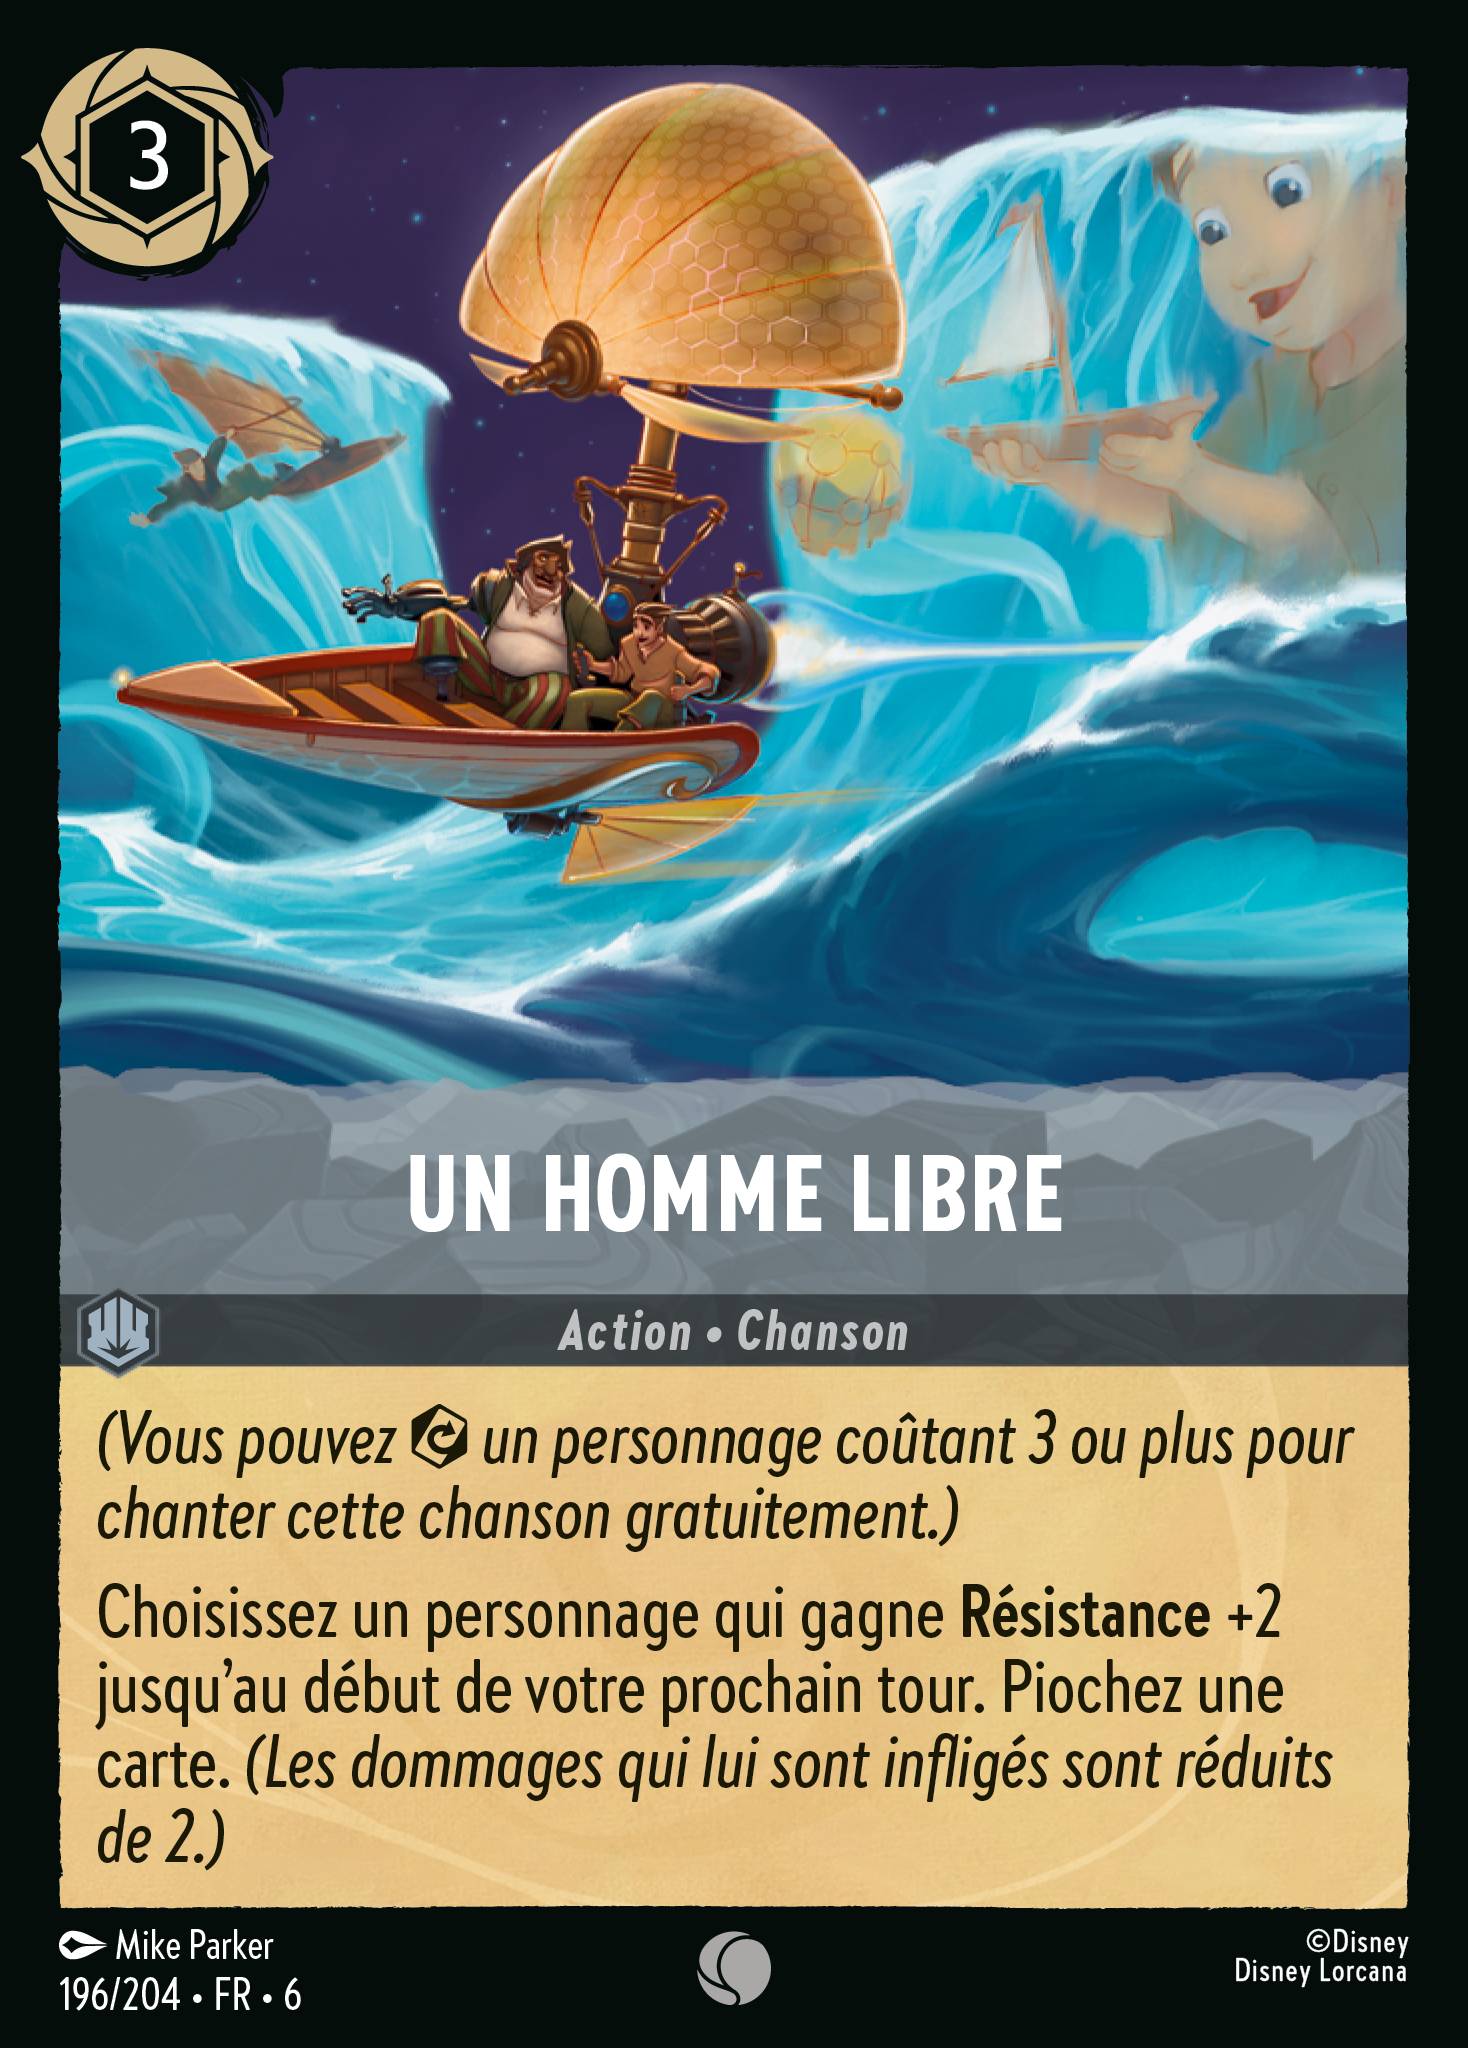 3
UN HOMME LIBRE
Action • Chanson
(Vous pouvez un personnage coûtant 3 ou plus pour
chanter cette chanson gratuitement.)
Choisissez un personnage qui gagne Résistance +2
jusqu’au début de votre prochain tour. Piochez une
carte. (Les dommages qui lui sont infligés sont réduits
de 2.)
Mike Parker
196/204 • FR • 6
©Disney
Disney Lorcana